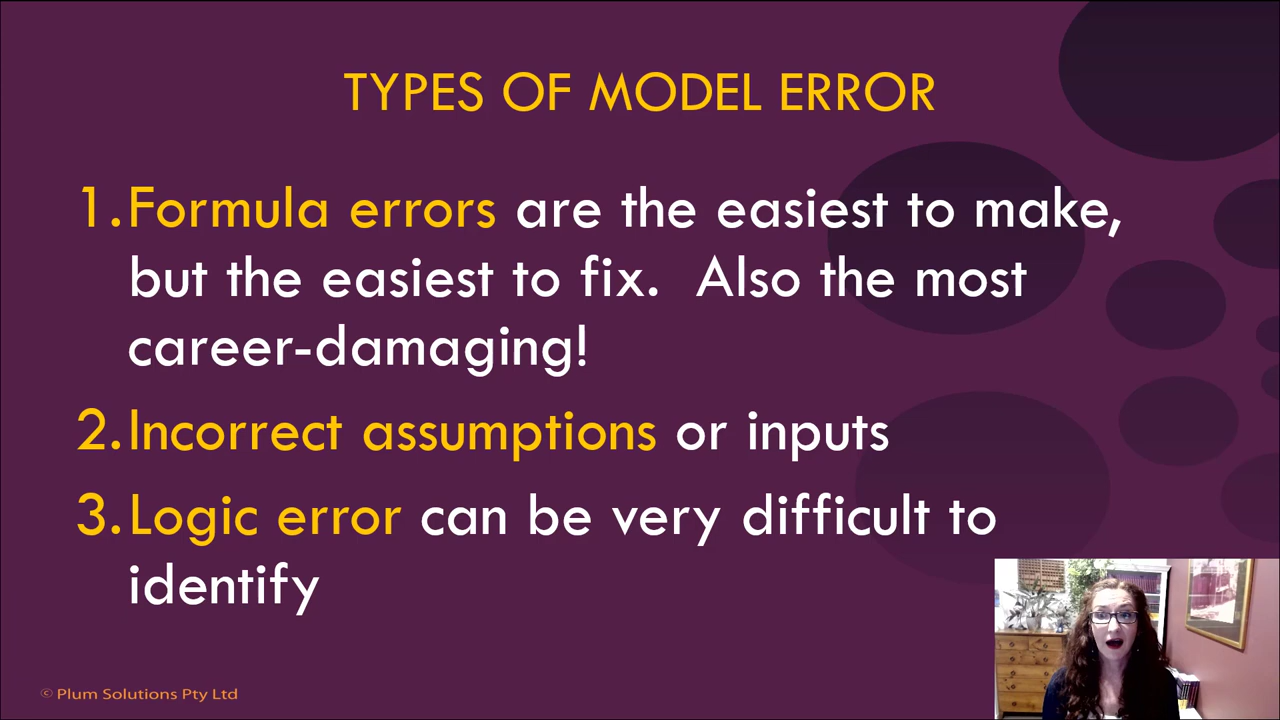 TYPES OF MODEL ERROR
1. Formula errors are the easiest to make,
but the easiest to fix.  Also the most
career-damaging!
2. Incorrect assumptions or inputs
3. Logic error can be very difficult to
identify
© Plum Solutions Pty Ltd